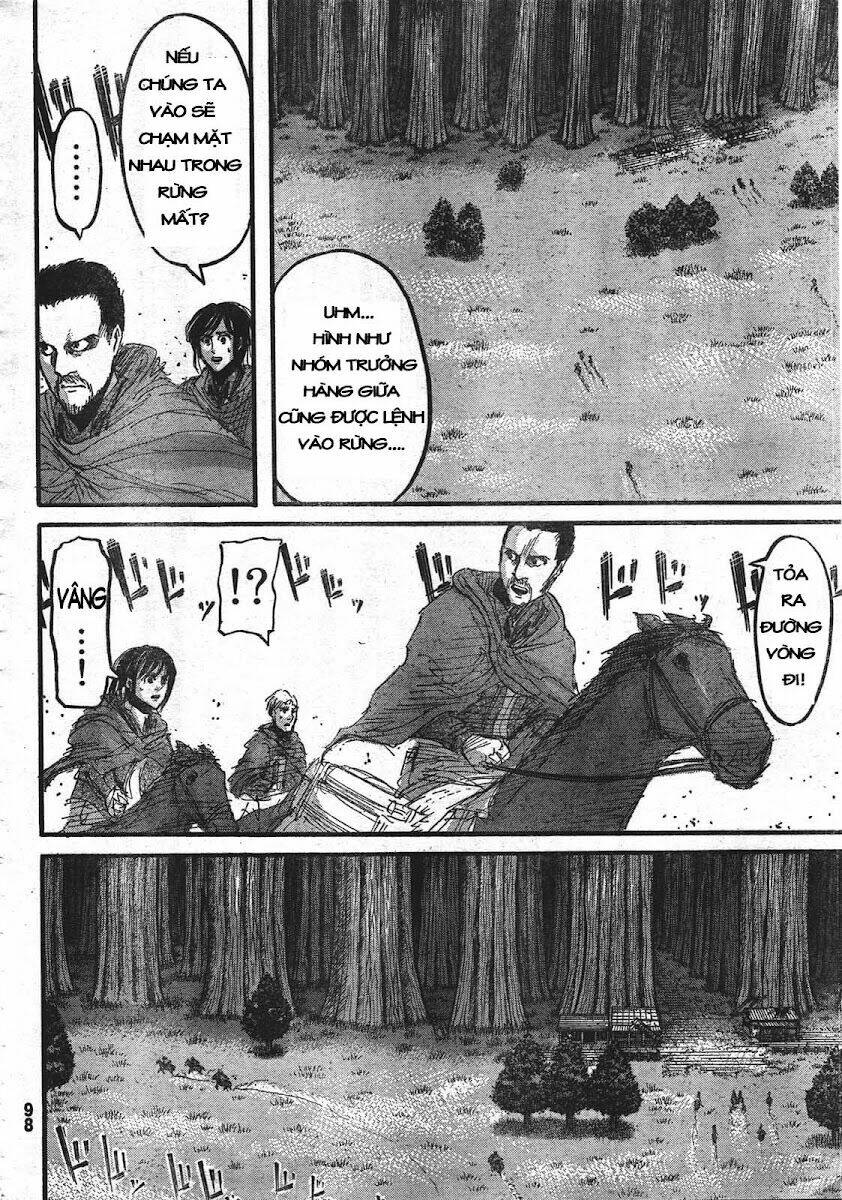 UHM...
HÌNH NHƯ
NHÓM TRƯỞNG
HÀNG GIỮA
CŨNG ĐƯỢC LỆNH
VÀO RỪNG....
NẾU
CHÚNG TA
VÀO SẼ
CHẠM MẶT
NHAU TRONG
RỪNG
MẤT?
.....
TỎA
RA
ĐƯỜNG
VÒNG
ĐI!
!?
VÂNG
...!
98